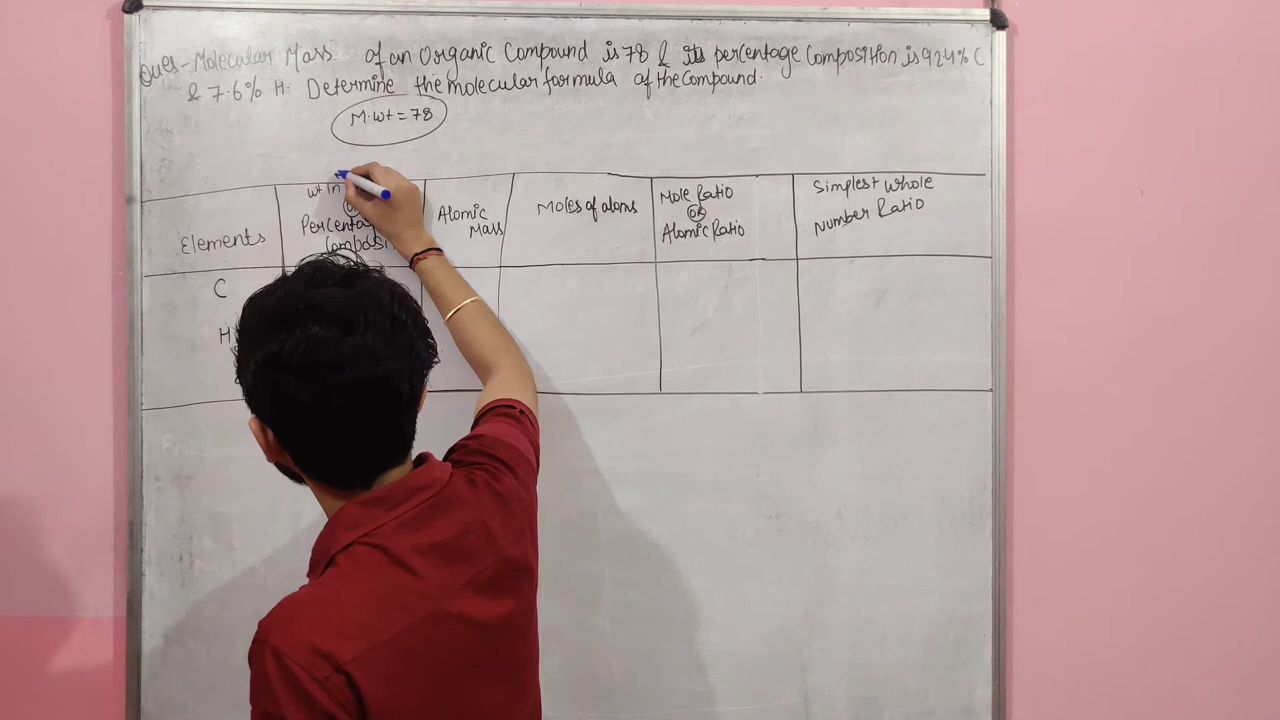 Ques - Molecular Mass of an Organic Compound is 78 & its percentage Composition is 92.4% C
& 7.6% H. Determine the molecular formula of the Compound.
M.wt = 78
Elements
wt in
Percenta
Composi
Atomic
Mass
Moles of atoms
Mole Ratio
OR
Atomic Ratio
Simplest whole
Number Ratio
C
H